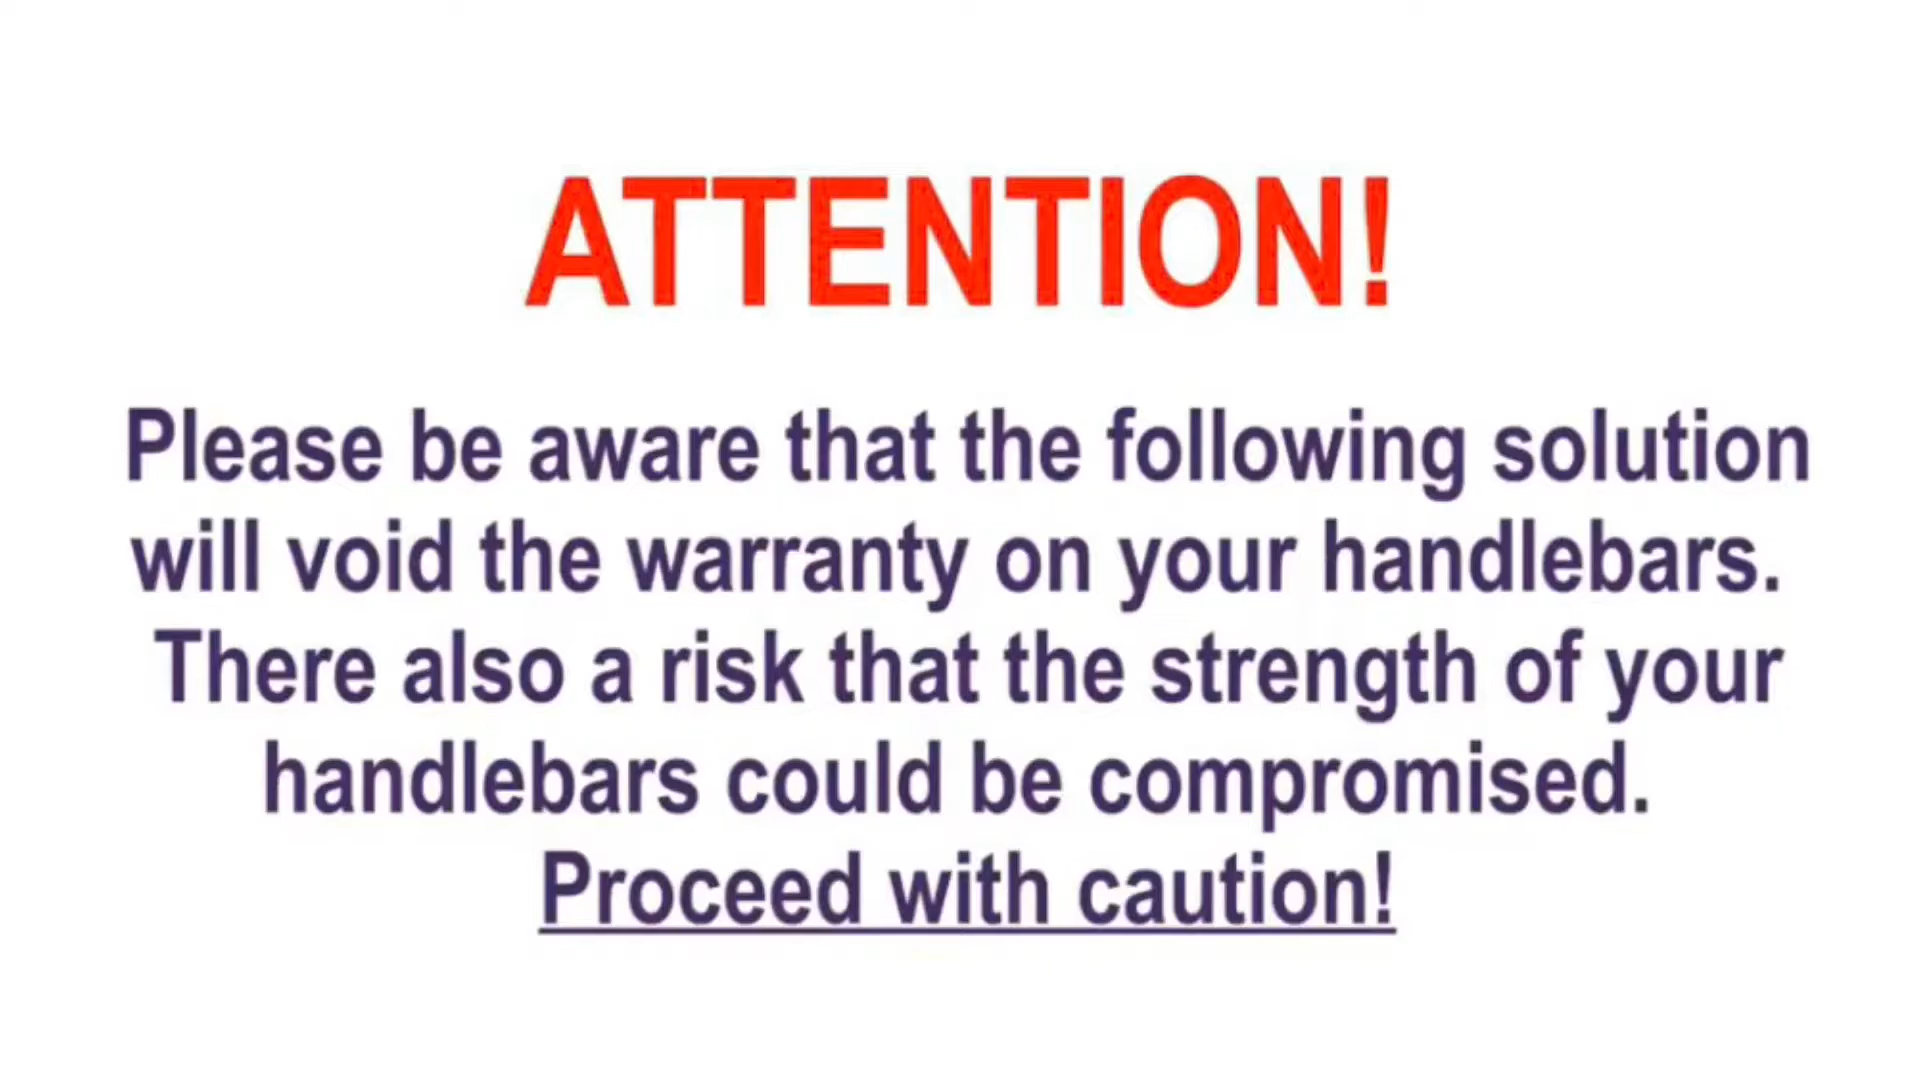 ATTENTION!
Please be aware that the following solution
will void the warranty on your handlebars.
There also a risk that the strength of your
handlebars could be compromised.
Proceed with caution!